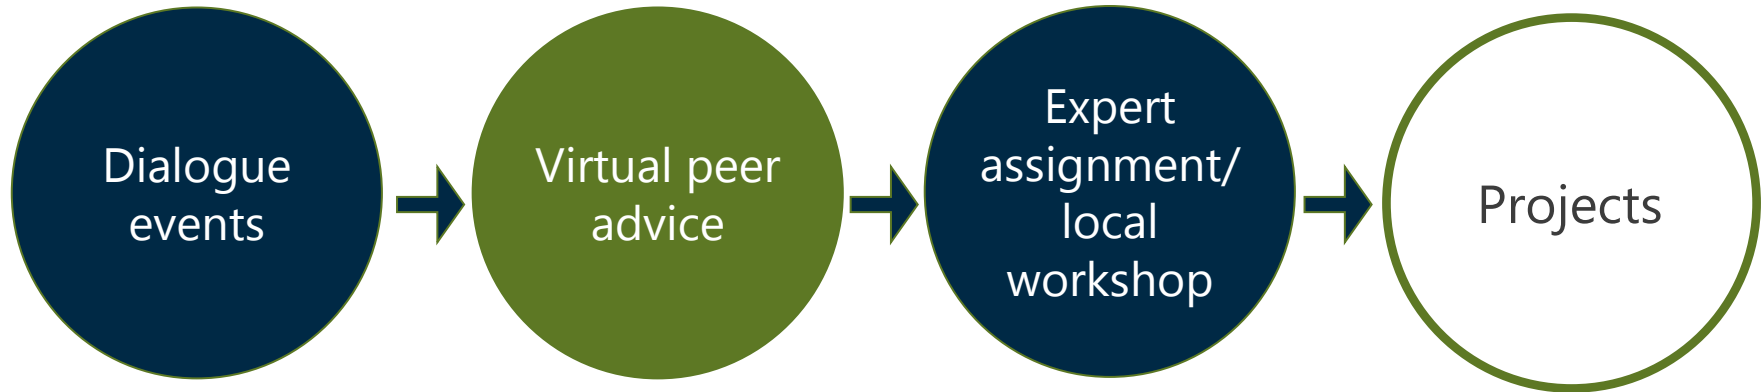 Dialogue
events
Virtual peer
advice
Expert
assignment/
local
workshop
Projects